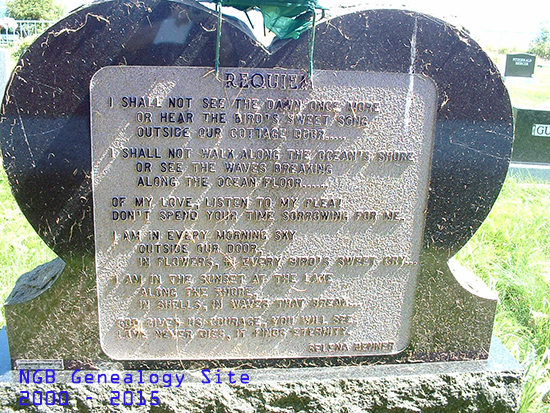 REQUIEM
I SHALL NOT SEE THE DAWN ONCE MORE
OR HEAR THE BIRD'S SWEET SONG
OUTSIDE OUR COTTAGE DOOR....
I SHALL NOT WALK ALONG THE OCEAN'S SHORE
OR SEE THE WAVES BREAKING
ALONG THE OCEAN FLOOR......
OF MY LOVE, LISTEN TO MY PLEA!
DON'T SPEND YOUR TIME SORROWING FOR ME.
I AM IN EVERY MORNING SKY
OUTSIDE OUR DOOR,
IN FLOWERS, IN EVERY BIRD'S SWEET CRY...
I AM IN THE SUNSET AT THE LAKE
ALONG THE SHORE,
IN SHELLS, IN WAVES THAT BREAK....
GOD GIVES US COURAGE, YOU WILL SEE.
LOVE NEVER DIES, IT FINDS ETERNITY.
SELENA
NGB Genealogy Site
2000 - 2016